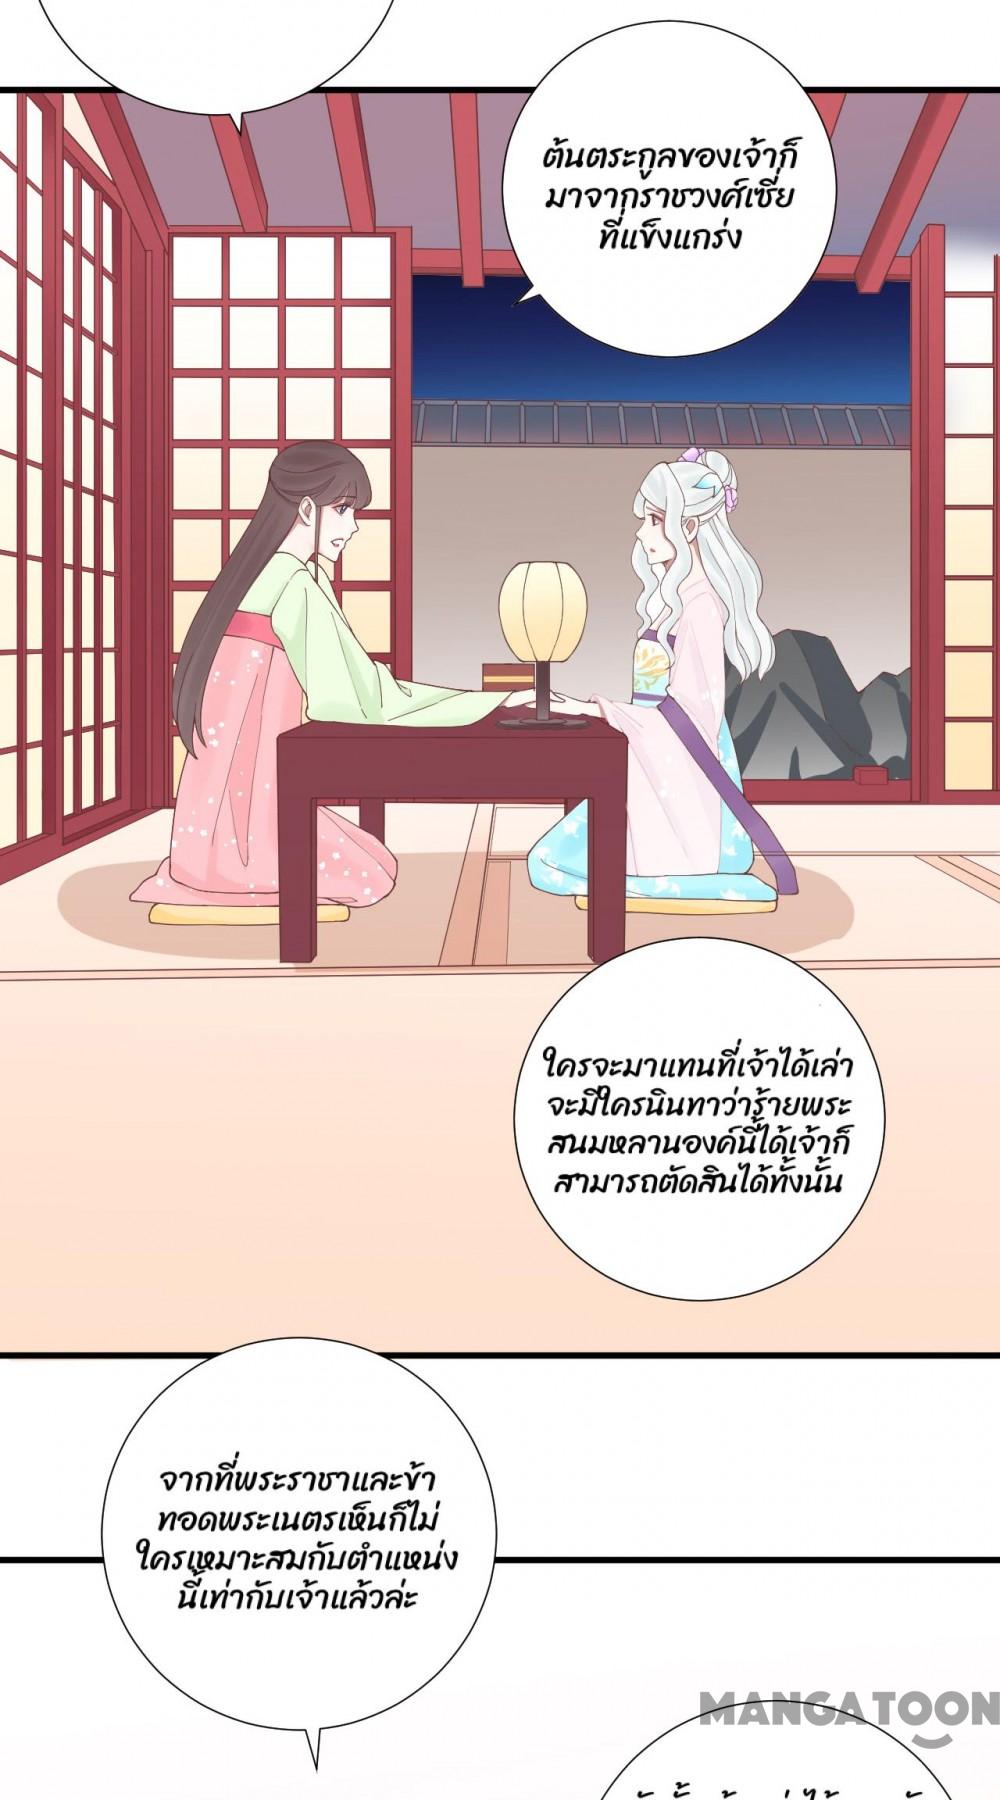 ต้นตระกูลของเจ้าก็
มาจากราชวงศ์เซี่ย
ที่แข็งแกร่ง
ใครจะมาแทนที่เจ้าได้เล่า
จะมีใครนินทาว่าร้ายพระ
สนมหลานองค์นี้ได้เจ้าก็
สามารถตัดสินได้ทั้งนั้น
จากที่พระราชาและข้า
ทอดพระเนตรเห็นก็ไม่
ใครเหมาะสมกับตำแหน่ง
นี้เท่ากับเจ้าแล้วล่ะ
MANGATOON